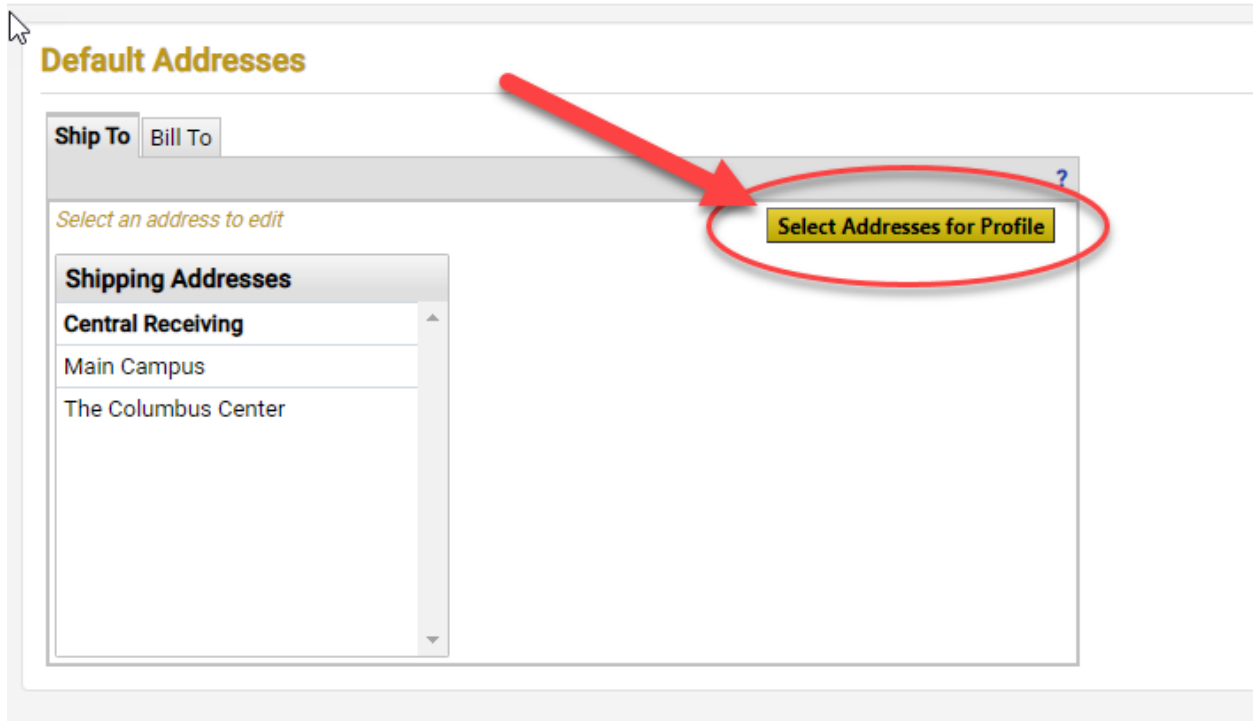 Default Addresses
Ship To Bill To
?
Select an address to edit
Select Addresses for Profile
Shipping Addresses
Central Receiving
Main Campus
The Columbus Center